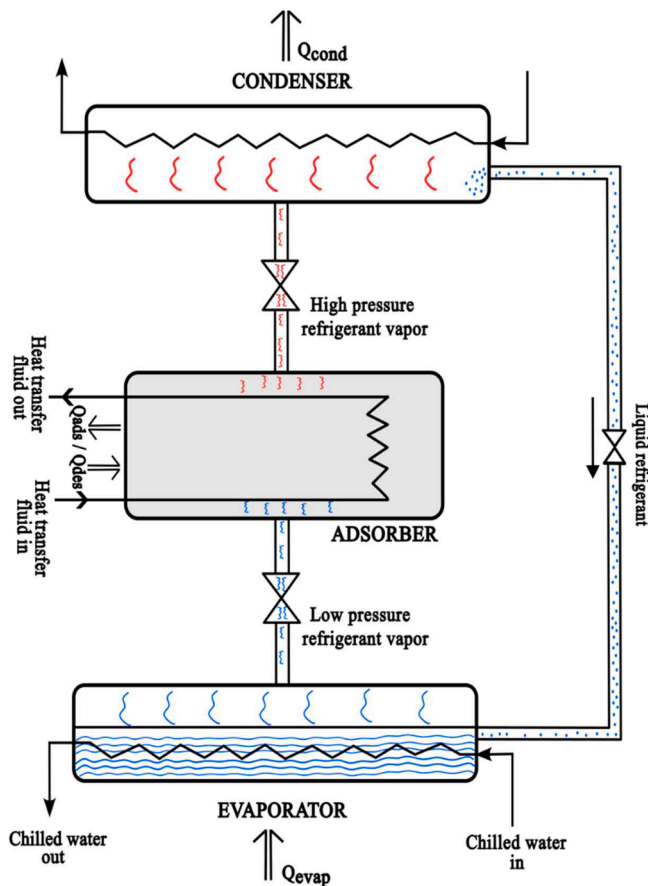 Qcond
CONDENSER
High pressure
refrigerant vapor
Heat transfer
fluid out
Qads / Qdes
Heat transfer
fluid in
ADSORBER
Liquid refrigerant
Low pressure
refrigerant vapor
EVAPORATOR
Chilled water
out
Chilled water
in
Qevap